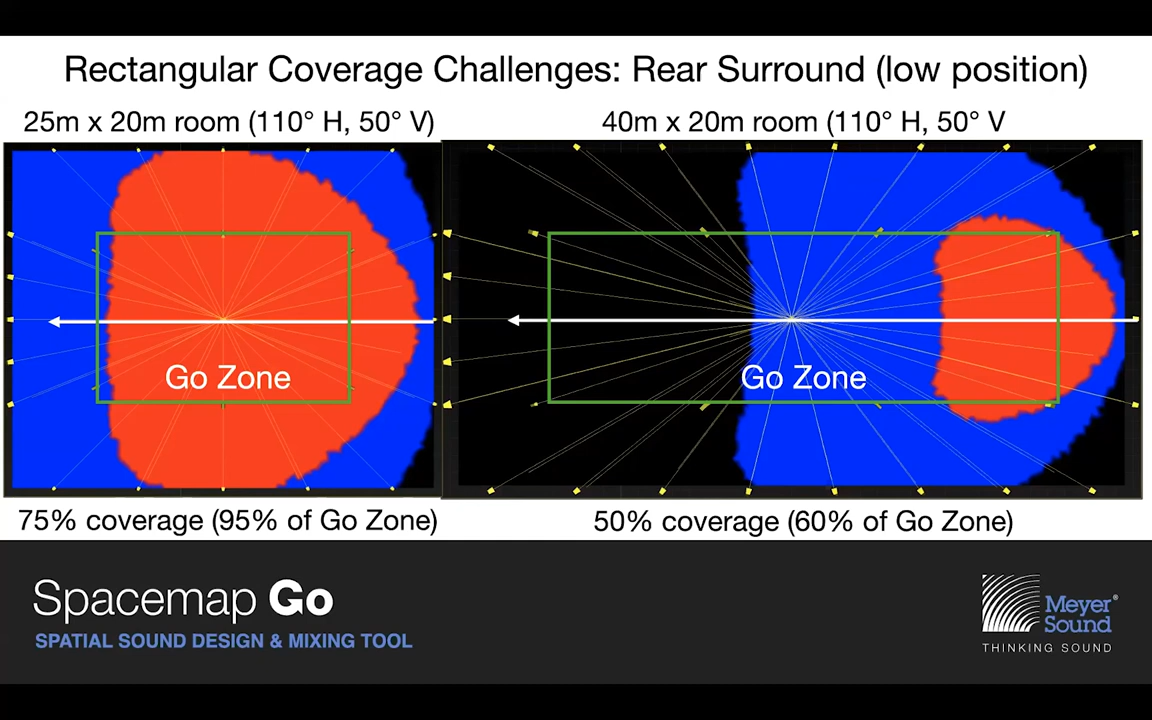 Rectangular Coverage Challenges: Rear Surround (low position)
25m x 20m room (110° H, 50° V)
40m x 20m room (110° H, 50° V
Go Zone
Go Zone
75% coverage (95% of Go Zone)
50% coverage (60% of Go Zone)
Spacemap Go
SPATIAL SOUND DESIGN & MIXING TOOL
Meyer
Sound®
THINKING SOUND